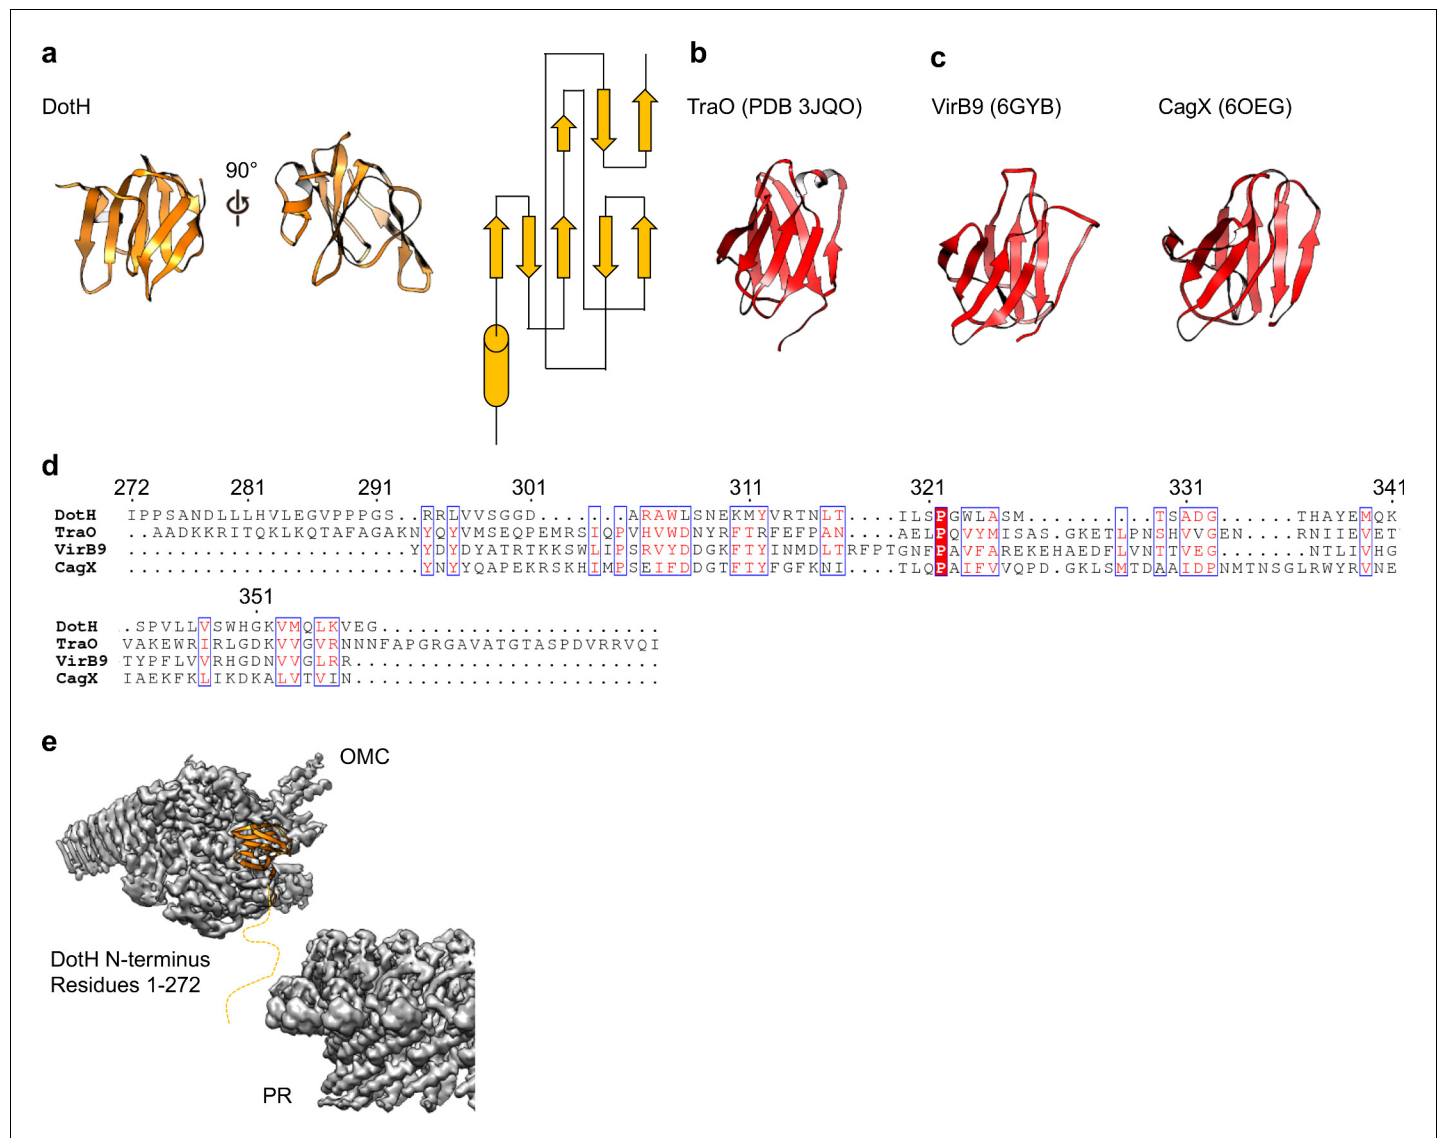 a
b
c
DotH
TraO (PDB 3JQO)
VirB9 (6GYB)
CagX (6OEG)
90°
d
272 281 291 301 311 321 331 341
DotH IPPSANDLLLHVLEGVPPPGS..RRLVVSGGD......ARAWLSNEKMYVRTNLT....ILSPGWLASM........TSADG......THAYEMQK
TraO ..AADKKRITKLKQTAFAGAKNYQYVMSEQPEMRSIQPVHVWDNYRFTRFEFPAN....AELPQVYMISAS.GKETLPNSHVVGEN...RNIIEVET
VirB9 ......................YDYDYATRTKKSWLIPSRVYDDGKFTYINMDLTRFPTGNFPAVFAREKEHAEDFLVNTTVEG.....NTLIVHG
CagX ......................YNYYQAPEKRSKHIMPSEIFDDGTFTYFGFKNI....TLQPAIFVVQPD.GKLSMTDAAIDPNMTNSGLRWYRVNE
351
DotH .SPVLLVSWHGKVMQLKVEG......................
TraO VAKEWRIRLGDKVVGVRNNNFAPGRGAVATGTASPDVRRVQI
VirB9 TYPFLVVRHGDNVVGLRR........................
CagX IAEKFKLIKDKALVTVIN........................
e
OMC
DotH N-terminus
Residues 1-272
PR